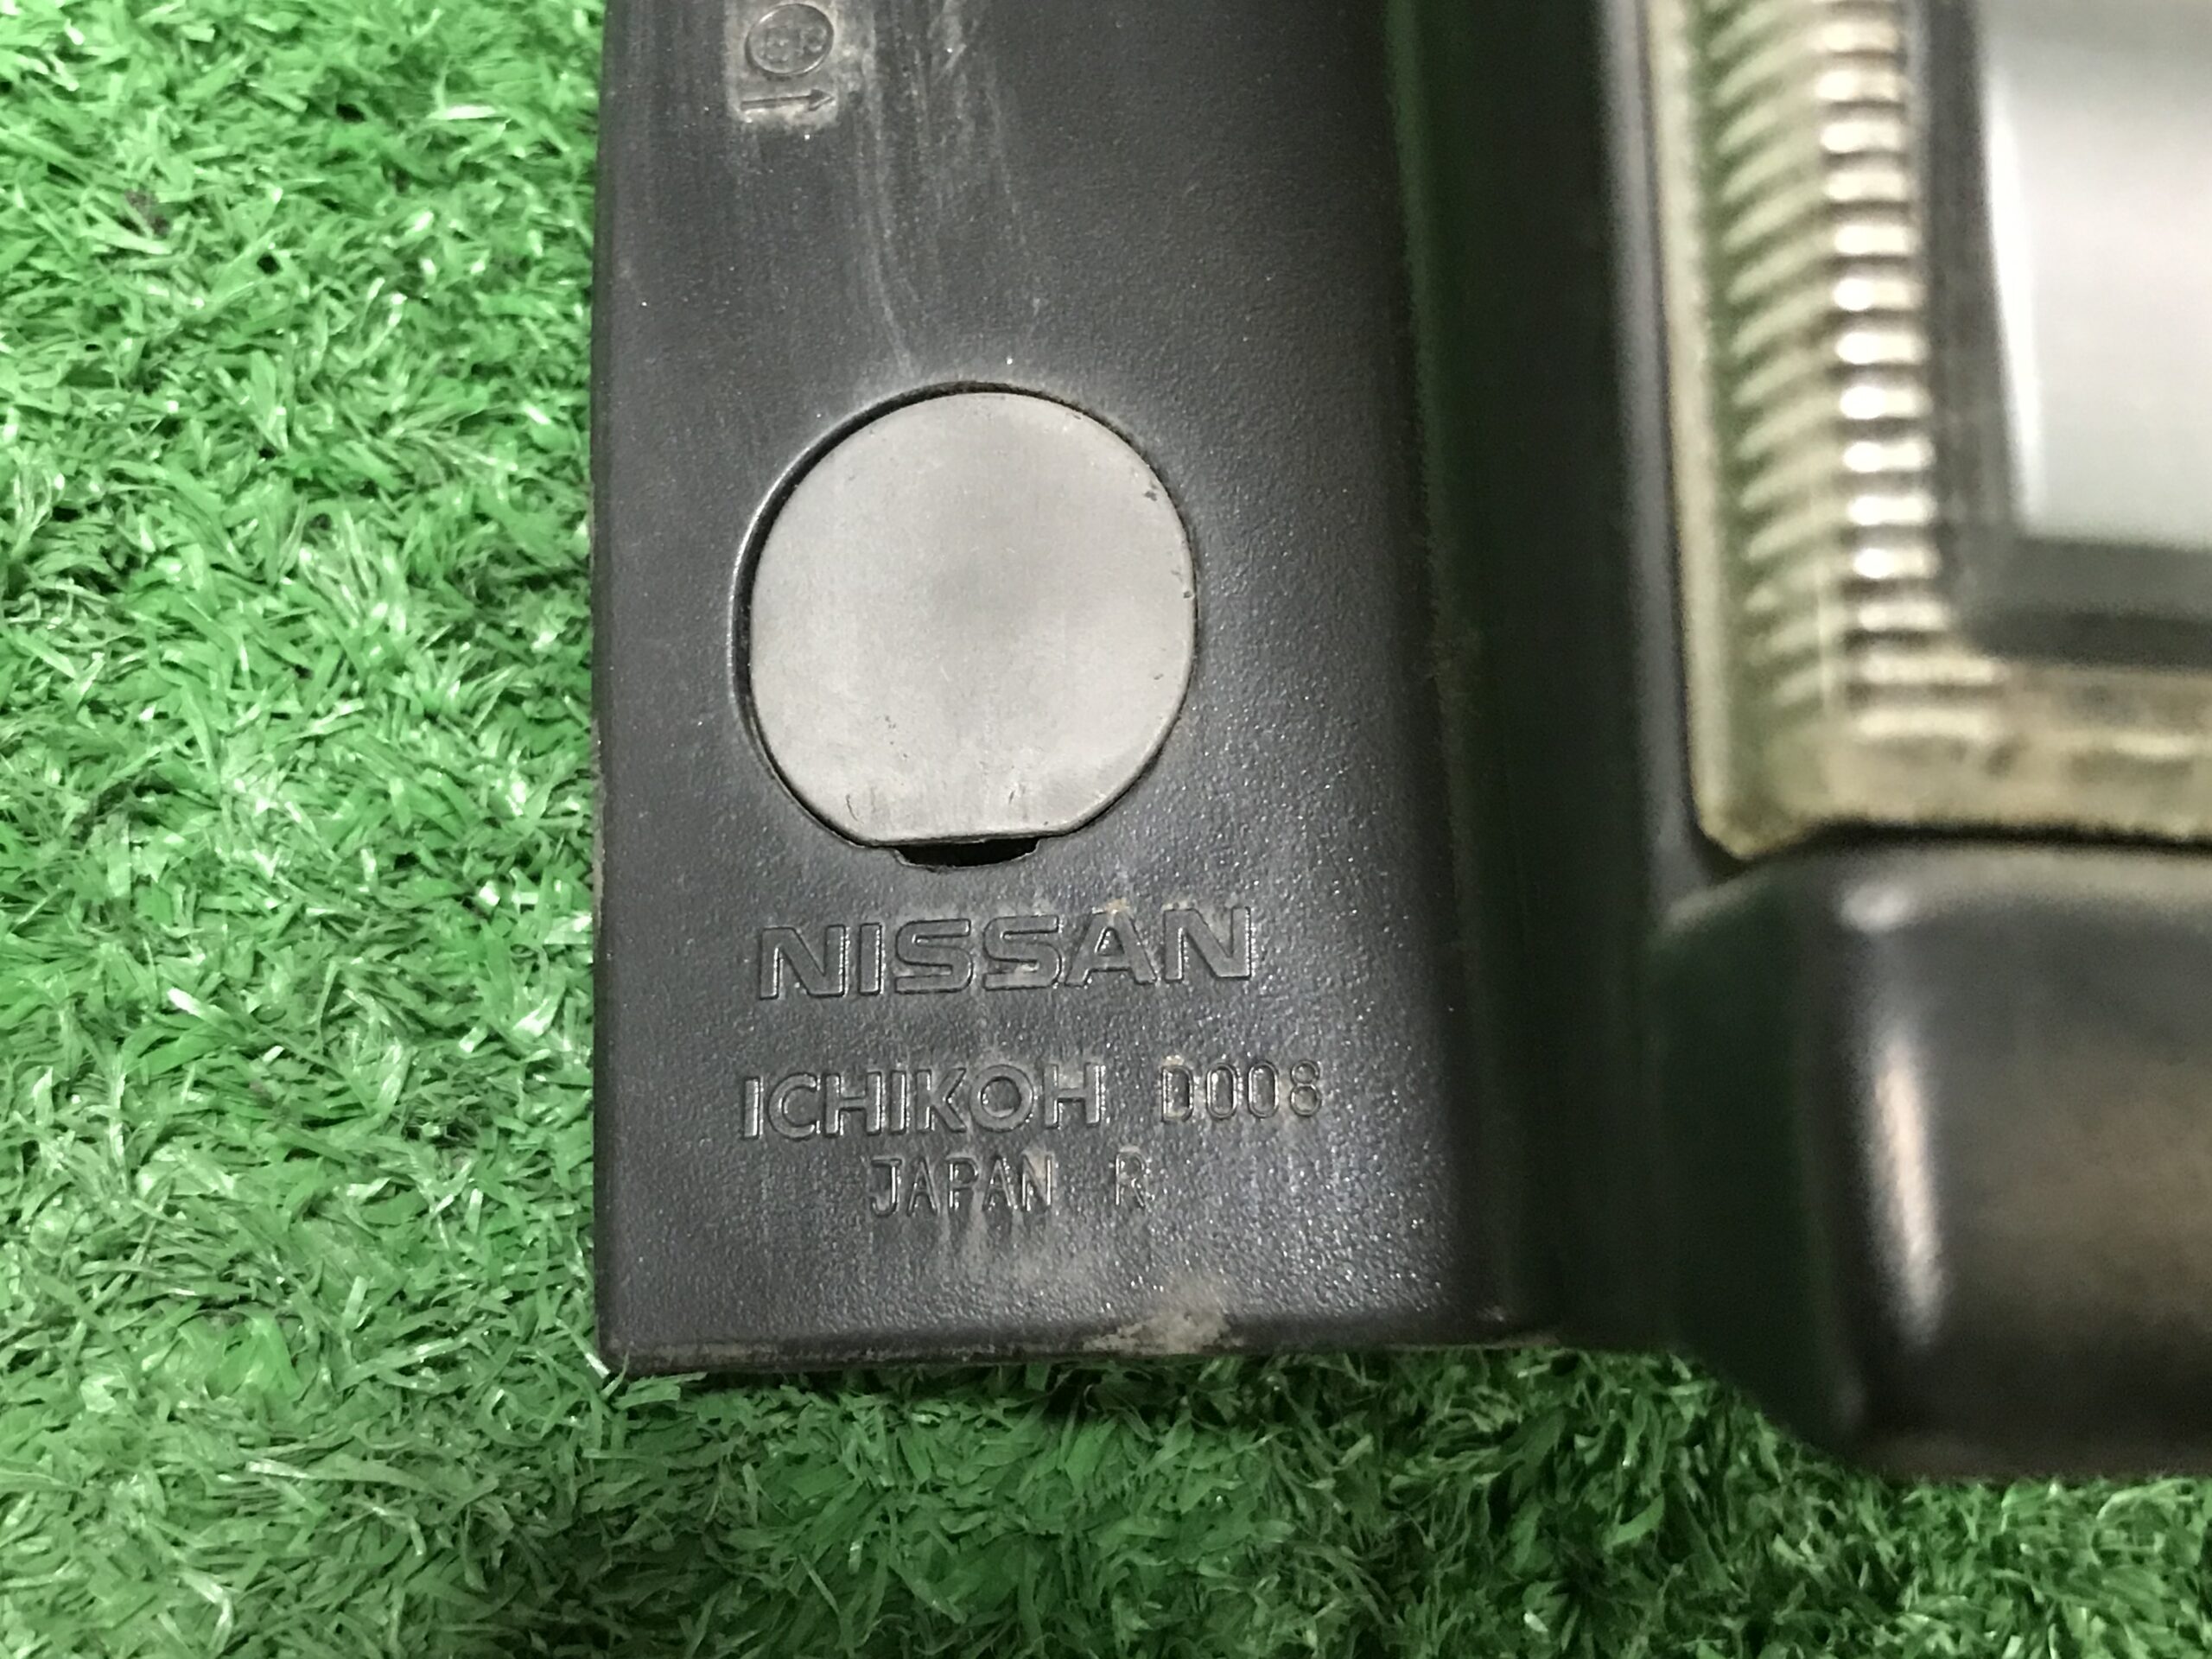 NISSAN
ICHIKOH D008
JAPAN R